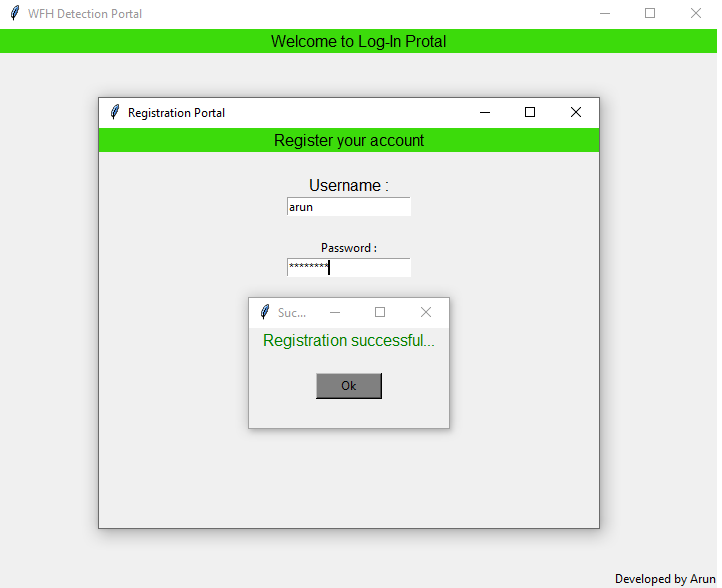 WFH Detection Portal
Welcome to Log-In Protal
Registration Portal
Register your account
Username :
arun
Password :
********
Suc...
Registration successful...
Ok
Developed by Arun